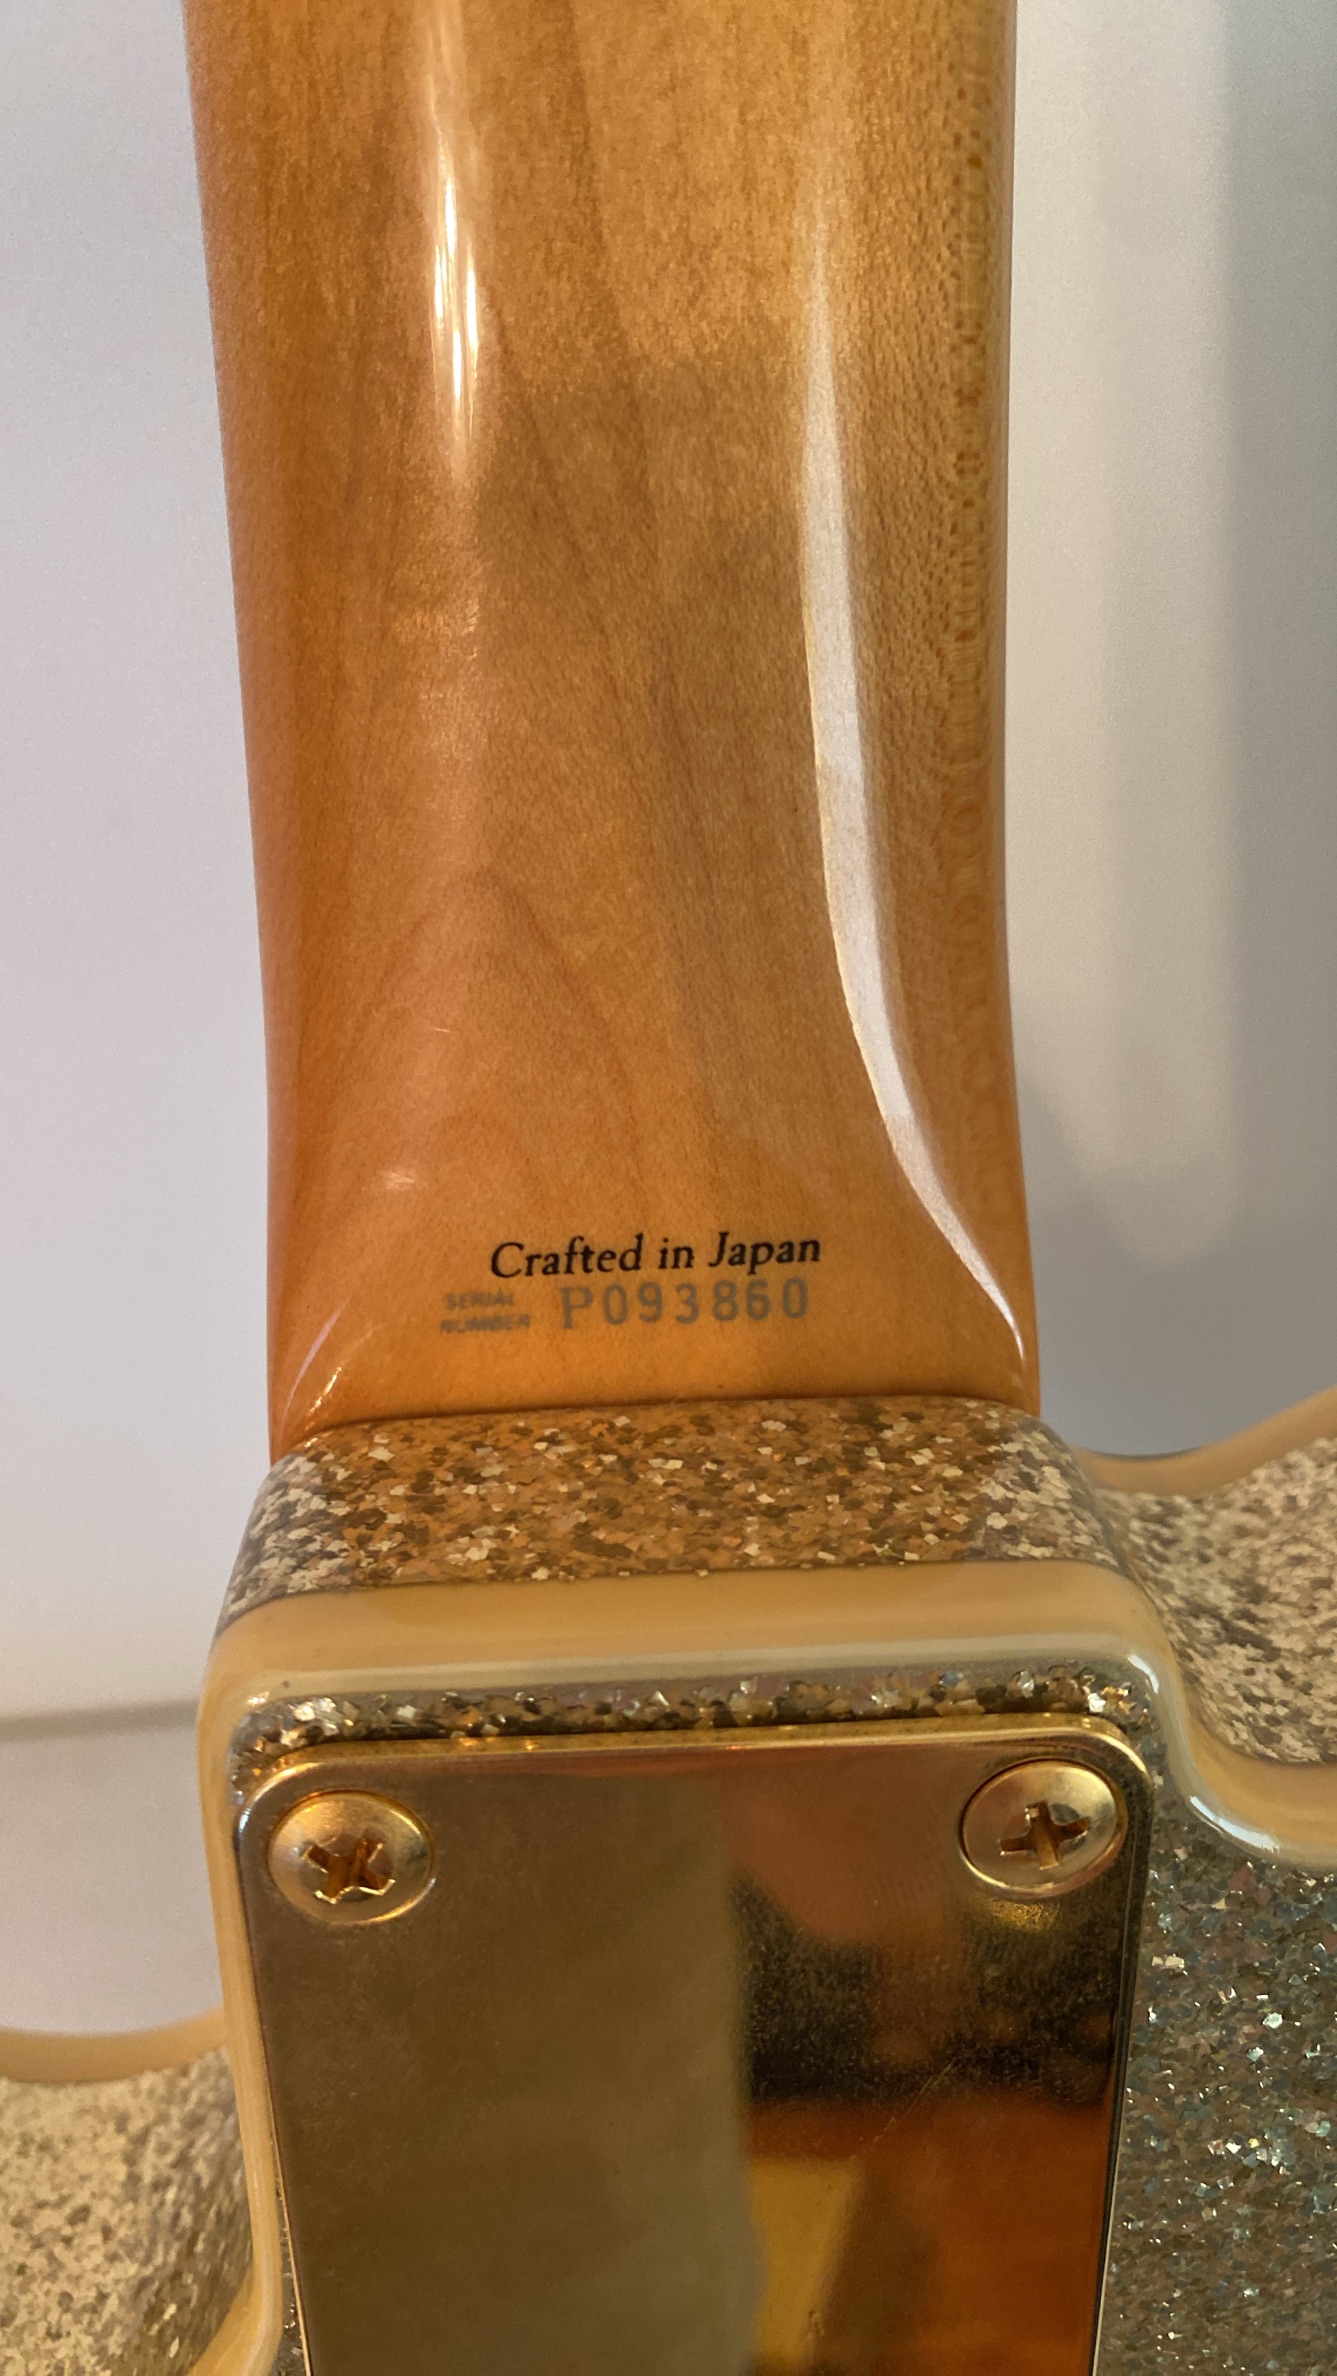 Crafted in Japan
SERIAL
NUMBER P093860